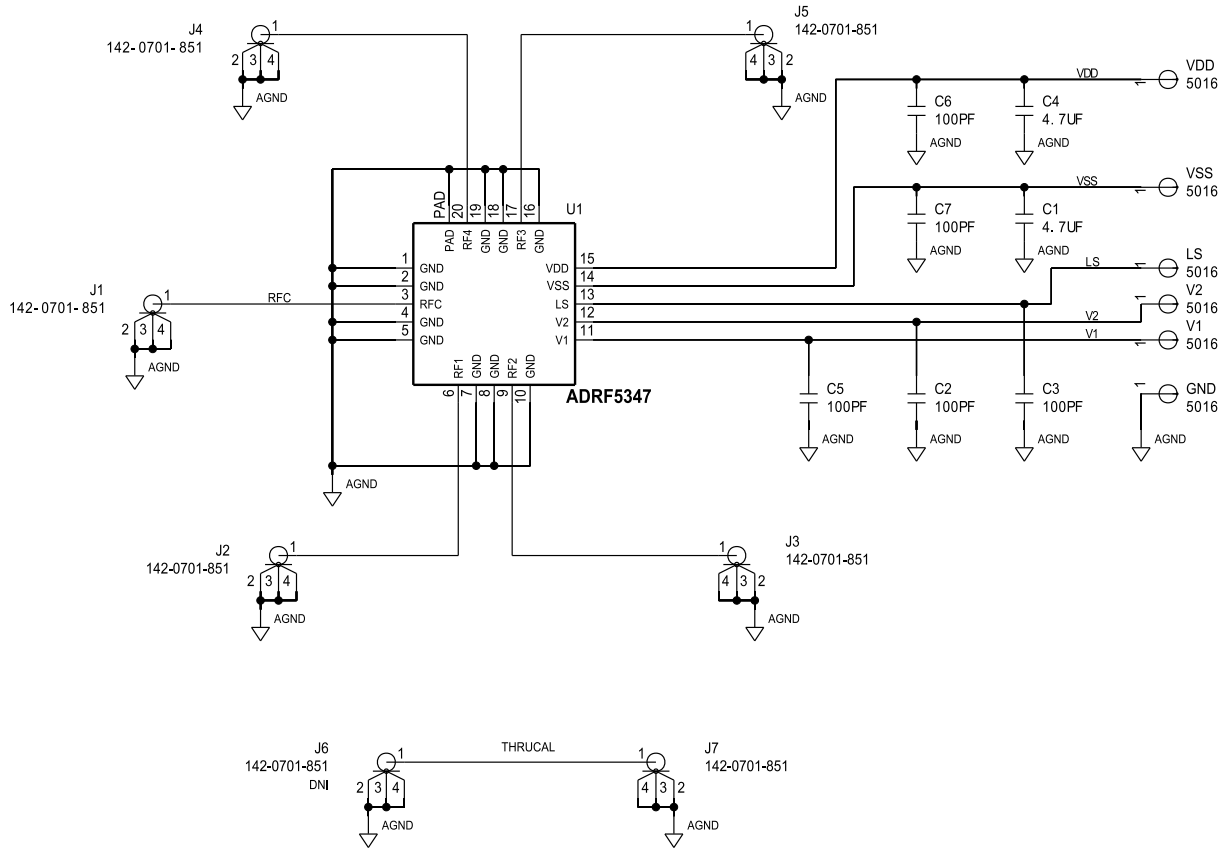 J4
142-0701-851
1
2 3 4
AGND
J5
142-0701-851
1
4 3 2
AGND
VDD
1
VDD
5016
C6
100PF
AGND
C4
4.7UF
AGND
VSS
1
VSS
5016
C7
100PF
AGND
C1
4.7UF
AGND
LS
1
LS
5016
V2
1
V2
5016
V1
1
V1
5016
1
GND
5016
AGND
C5
100PF
AGND
C2
100PF
AGND
C3
100PF
AGND
U1
PAD 20 19 18 17 16
PAD RF4 GND GND RF3 GND
1 GND
2 GND
3 RFC
4 GND
5 GND
VDD 15
VSS 14
LS 13
V2 12
V1 11
RF1 GND GND RF2 GND
6 7 8 9 10
ADRF5347
AGND
J1
142-0701-851
1
RFC
2 3 4
AGND
J2
142-0701-851
1
2 3 4
AGND
J3
142-0701-851
1
4 3 2
AGND
J6
142-0701-851
DNI
1
2 3 4
AGND
THRUCAL
J7
142-0701-851
1
4 3 2
AGND